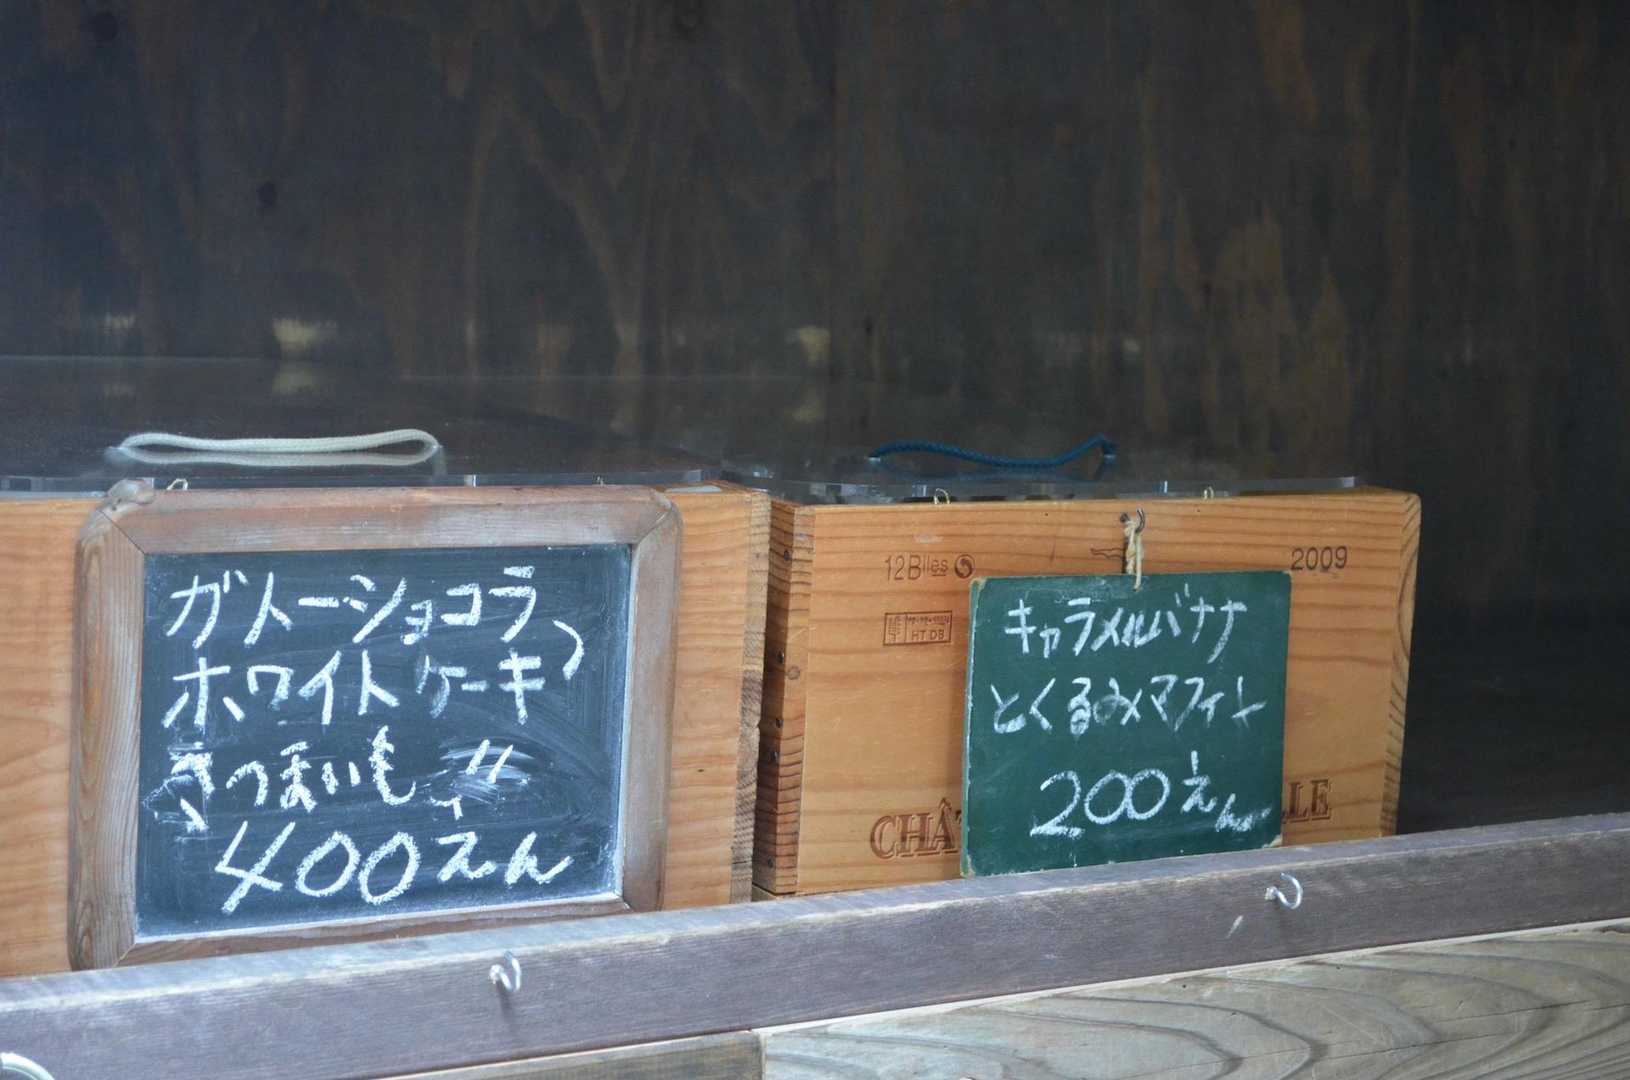 ガトーショコラ
ホワイトケーキ
さつまいも 〃
400えん
12Blles
2009
HT DB
キャラメルバナナ
とくるみマフィン
200えん